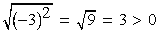 √(−3)² = √9 = 3 > 0